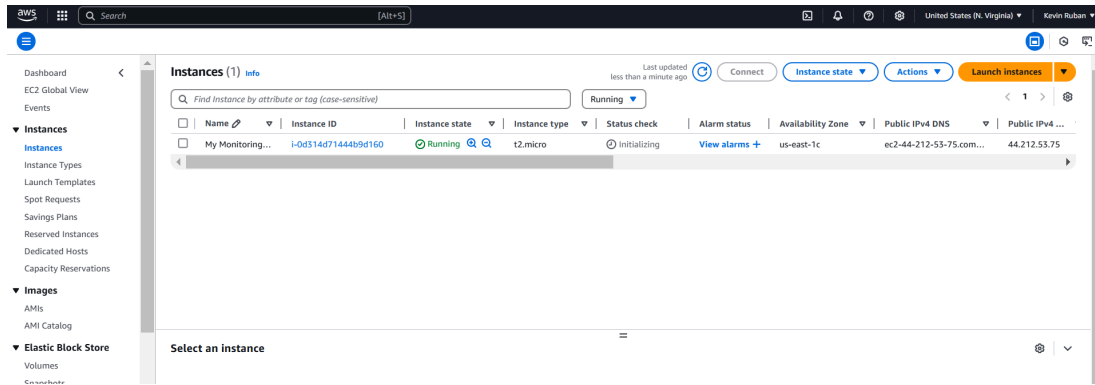 aws
Search [Alt+S]
United States (N. Virginia)
Kevin Ruban
Dashboard
EC2 Global View
Events
Instances
Instances
Instance Types
Launch Templates
Spot Requests
Savings Plans
Reserved Instances
Dedicated Hosts
Capacity Reservations
Images
AMIs
AMI Catalog
Elastic Block Store
Volumes
Snapshots
Instances (1) Info
Last updated
less than a minute ago
Connect
Instance state
Actions
Launch instances
Find Instance by attribute or tag (case-sensitive)
Running
1
Name Instance ID Instance state Instance type Status check Alarm status Availability Zone Public IPv4 DNS Public IPv4 ...
My Monitoring... i-0d314d71444b9d160 Running t2.micro Initializing View alarms + us-east-1c ec2-44-212-53-75.com... 44.212.53.75
Select an instance